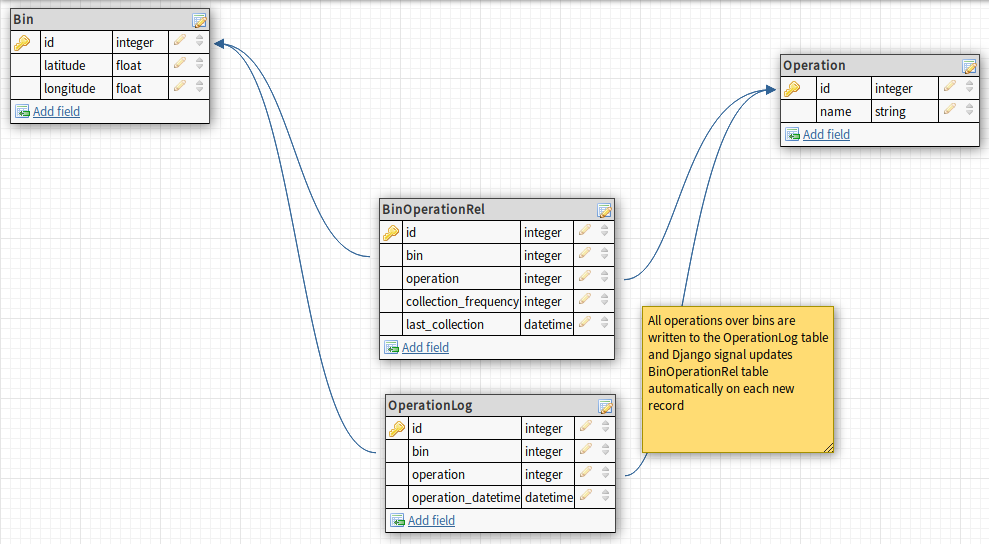 Bin
id integer
latitude float
longitude float
Add field
Operation
id integer
name string
Add field
BinOperationRel
id integer
bin integer
operation integer
collection_frequency integer
last_collection datetime
Add field
All operations over bins are
written to the OperationLog table
and Django signal updates
BinOperationRel table
automatically on each new
record
OperationLog
id integer
bin integer
operation integer
operation_datetime datetime
Add field